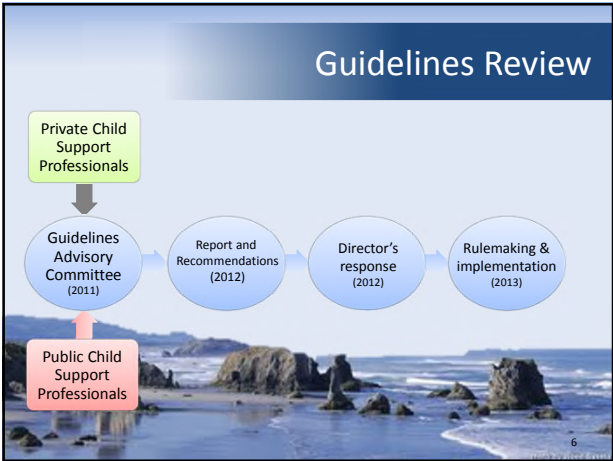 Guidelines Review
Private Child
Support
Professionals
Guidelines
Advisory
Committee
(2011)
Report and
Recommendations
(2012)
Director’s
response
(2012)
Rulemaking &
implementation
(2013)
Public Child
Support
Professionals
6